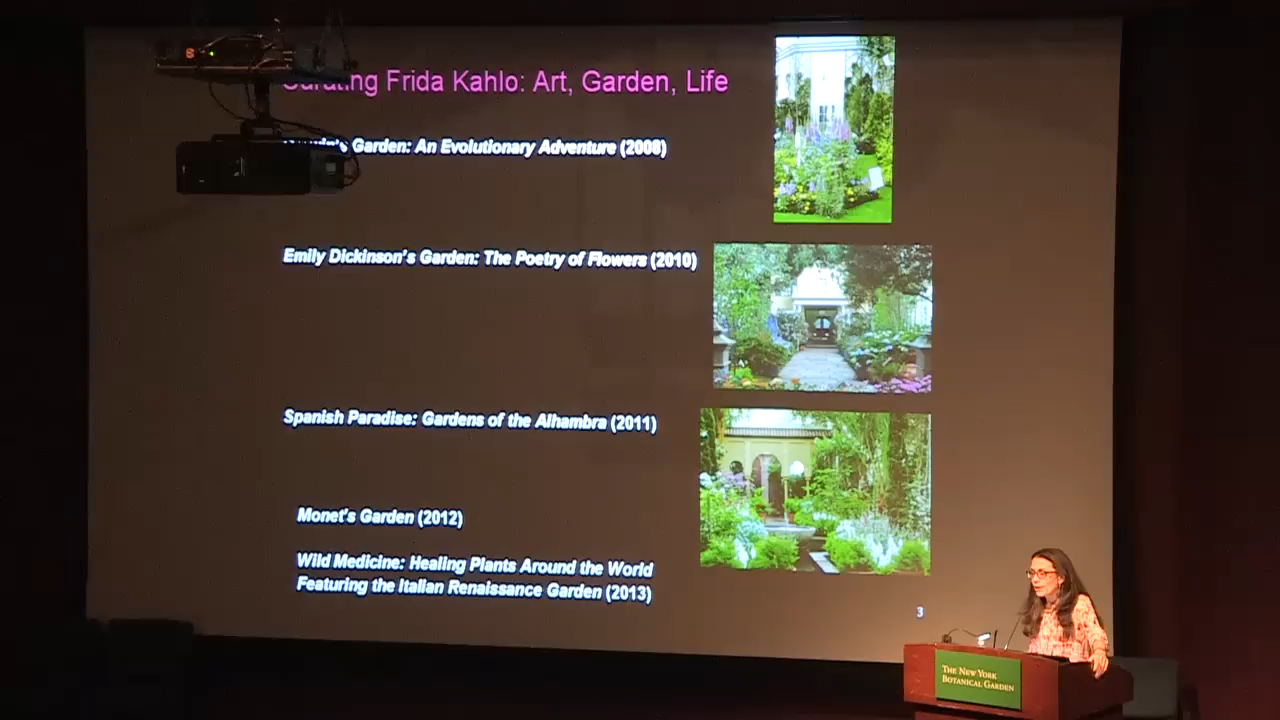 Frida Kahlo: Art, Garden, Life
Garden: An Evolutionary Adventure (2008)
Emily Dickinson's Garden: The Poetry of Flowers (2010)
Spanish Paradise: Gardens of the Alhambra (2011)
Monet's Garden (2012)
Wild Medicine: Healing Plants Around the World
Featuring the Italian Renaissance Garden (2013)
3
THE NEW YORK
BOTANICAL GARDEN